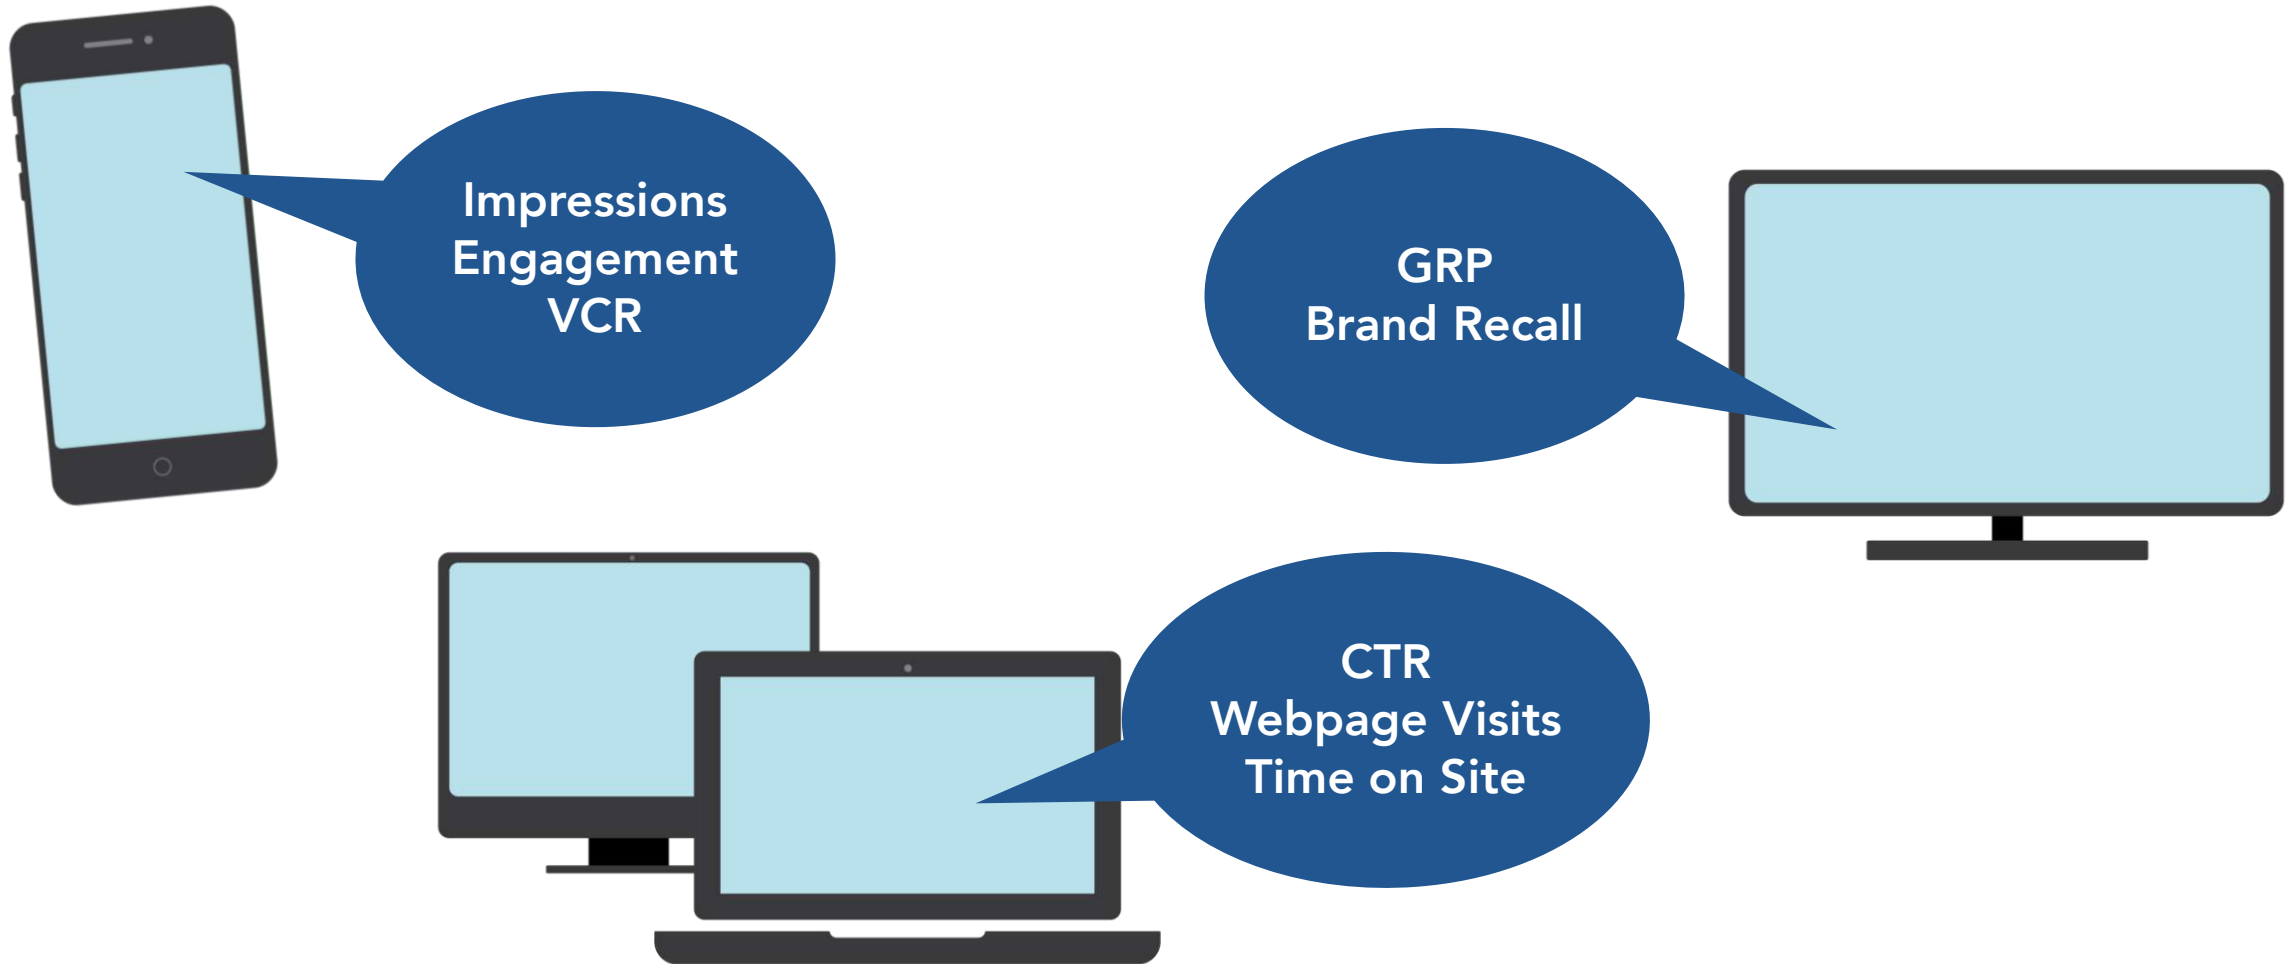 Impressions
Engagement
VCR
GRP
Brand Recall
CTR
Webpage Visits
Time on Site